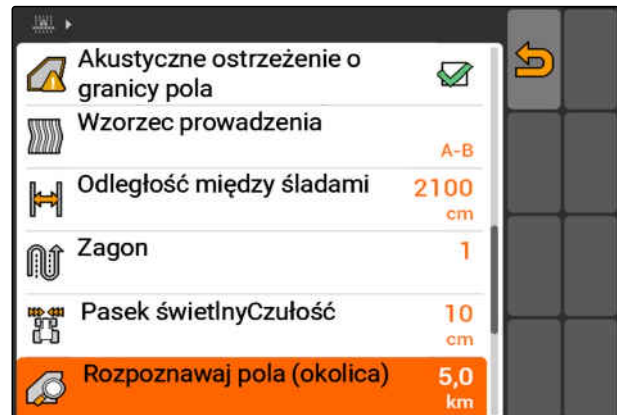 Akustyczne ostrzeżenie o
granicy pola
Wzorzec prowadzenia
A-B
Odległość między śladami 2100
cm
Zagon 1
Pasek świetlnyCzułość 10
cm
Rozpoznawaj pola (okolica) 5,0
km